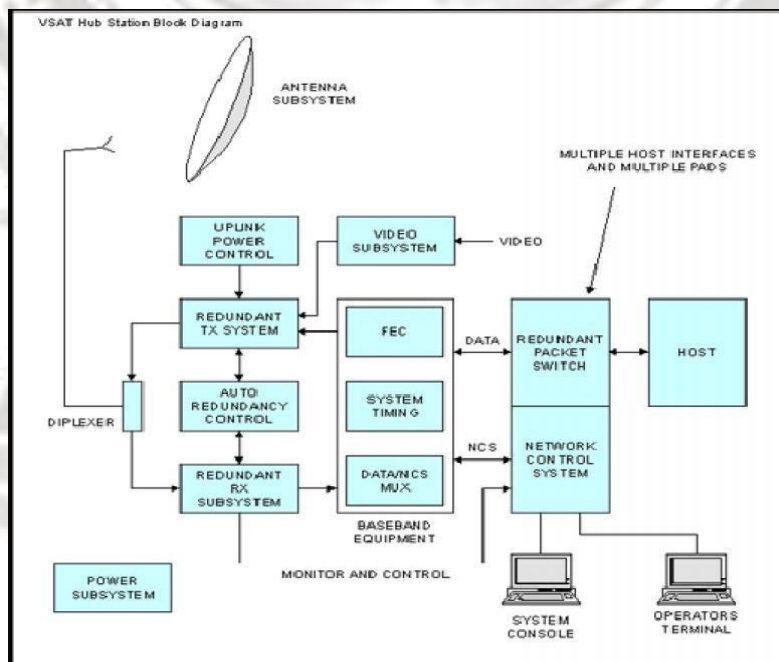 VSAT Hub Station Block Diagram
ANTENNA
SUBSYSTEM
MULTIPLE HOST INTERFACES
AND MULTIPLE PADS
UPLINK
POWER
CONTROL
VIDEO
SUBSYSTEM
VIDEO
REDUNDANT
TX SYSTEM
FEC
DATA
REDUNDANT
PACKET
SWITCH
HOST
AUTO
REDUNDANCY
CONTROL
SYSTEM
TIMING
DIPLEXER
NCS
NETWORK
CONTROL
SYSTEM
REDUNDANT
RX
SUBSYSTEM
DATA/NCS
MUX
BASEBAND
EQUIPMENT
MONITOR AND CONTROL
POWER
SUBSYSTEM
SYSTEM
CONSOLE
OPERATORS
TERMINAL